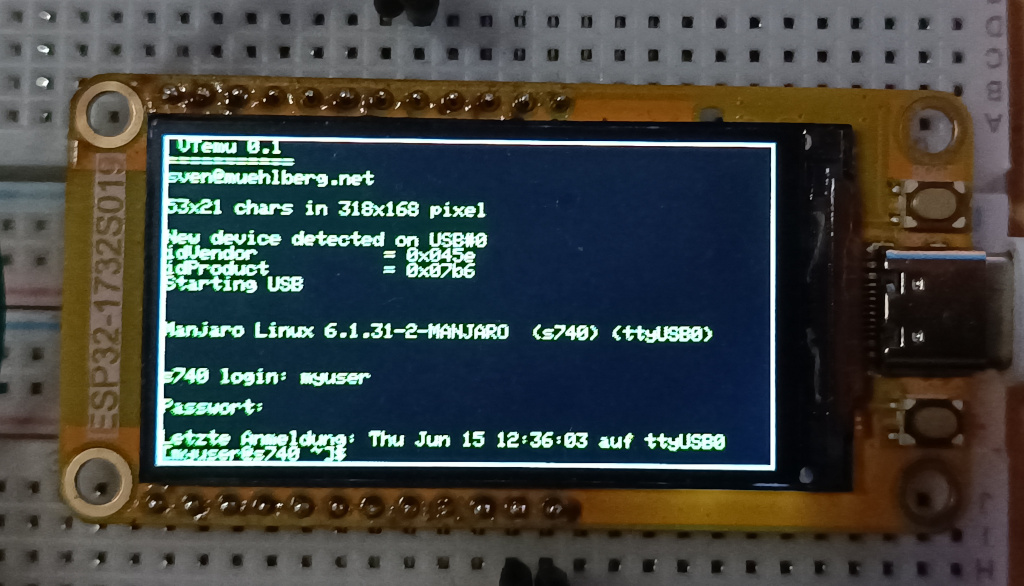 VTemu 0.1
===============
sven@muehlberg.net
53x21 chars in 318x168 pixel
New device detected on USB#0
idVendor = 0x045e
idProduct = 0x07b6
Starting USB
Manjaro Linux 6.1.31-2-MANJARO (s740) (ttyUSB0)
s740 login: myuser
Passwort:
Letzte Anmeldung: Thu Jun 15 12:36:03 auf ttyUSB0
[myuser@s740 ~]$
ESP32-1732S019